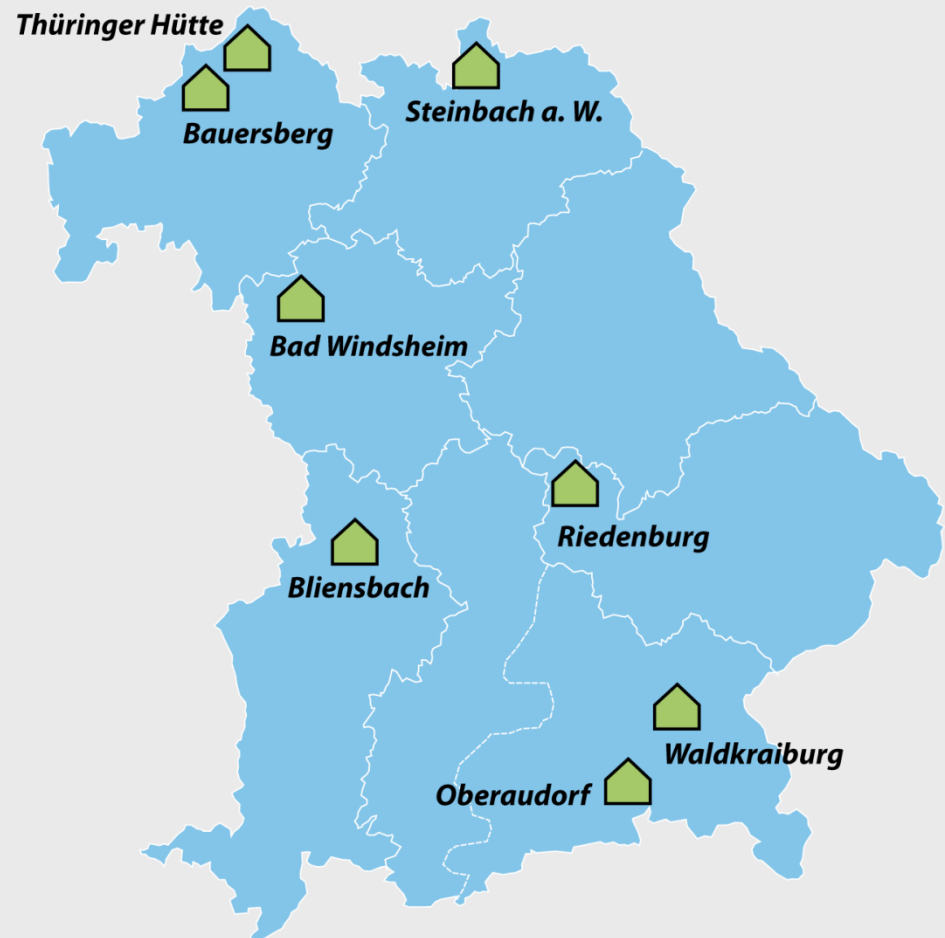 Thüringer Hütte
Bauersberg
Steinbach a. W.
Bad Windsheim
Riedenburg
Bliensbach
Waldkraiburg
Oberaudorf